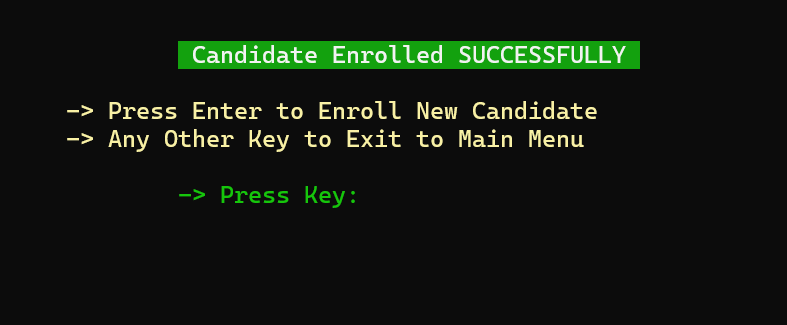 Candidate Enrolled SUCCESSFULLY
-> Press Enter to Enroll New Candidate
-> Any Other Key to Exit to Main Menu
-> Press Key: